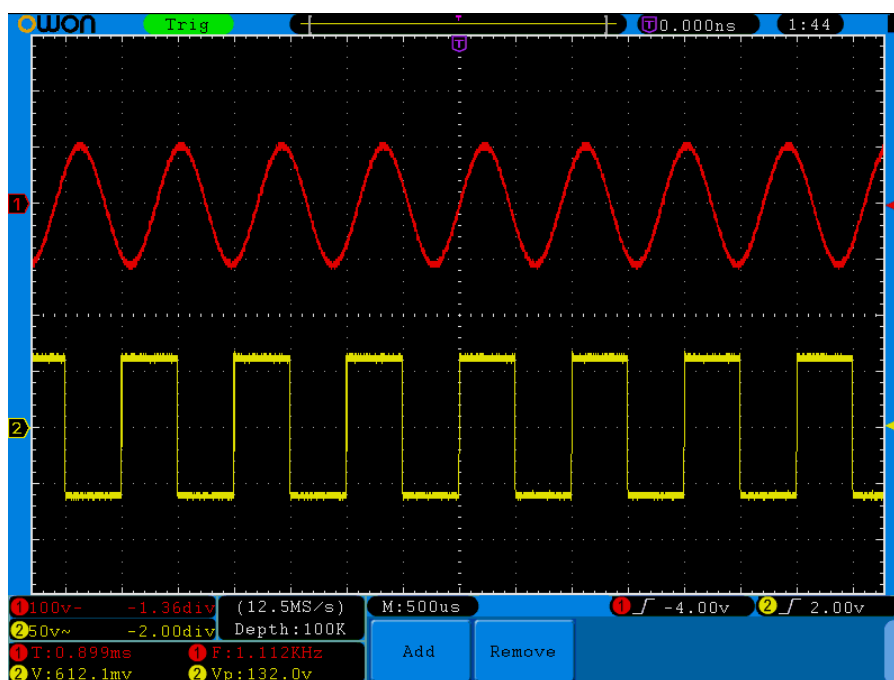 owon Trig T 0.000ns 1:44
T
1
2
1 100v- -1.36div (12.5MS/s) M:500us 1 -4.00v 2 2.00v
2 50v~ -2.00div Depth:100K
1 T:0.899ms 1 F:1.112KHz Add Remove
2 V:612.1mv 2 Vp:132.0v